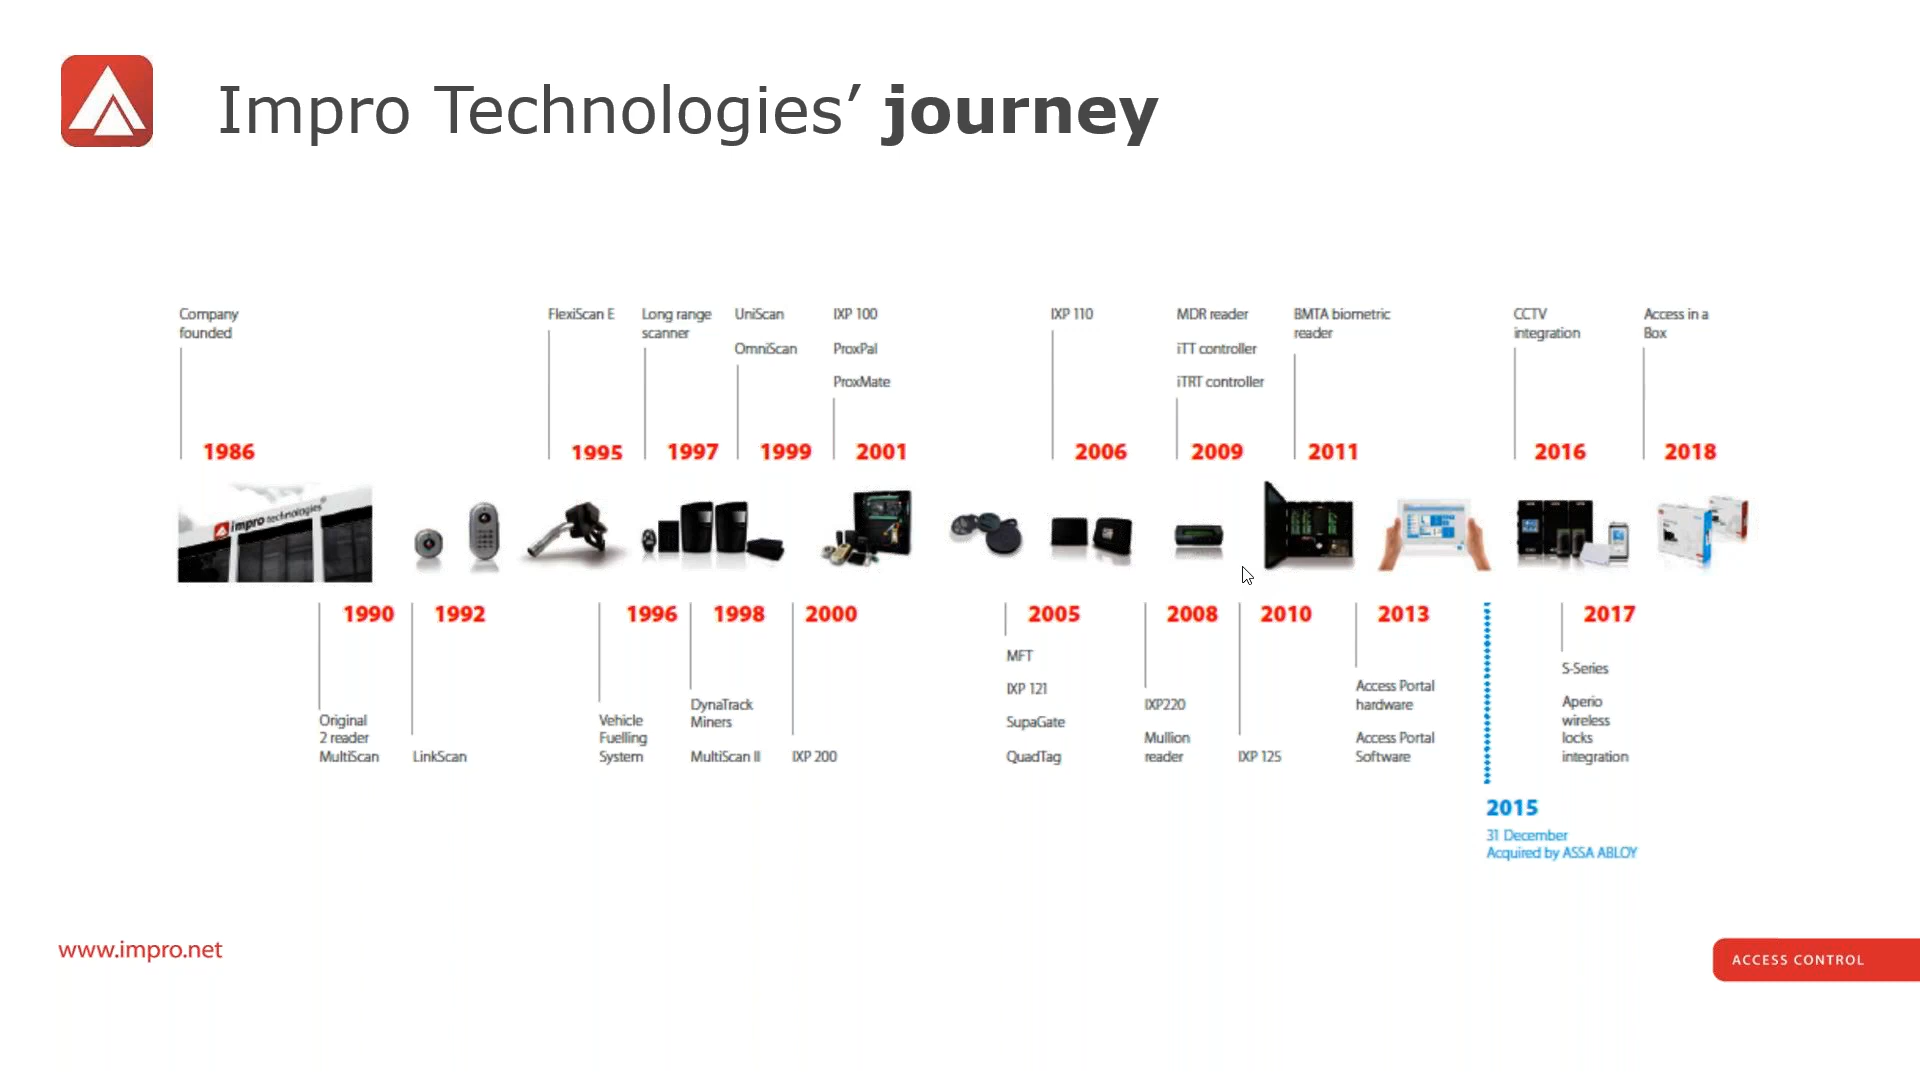 Impro Technologies’ journey
Company
founded
FlexiScan E
Long range
scanner
UniScan
OmniScan
IXP 100
ProxPal
ProxMate
IXP 110
MDR reader
iTT controller
iTRT controller
BMTA biometric
reader
CCTV
integration
Access in a
Box
1986
1995
1997
1999
2001
2006
2009
2011
2016
2018
impro technologies
1990
1992
1996
1998
2000
2005
2008
2010
2013
2017
Original
2 reader
MultiScan
LinkScan
Vehicle
Fuelling
System
DynaTrack
Miners
MultiScan II
IXP 200
MFT
IXP 121
SupaGate
QuadTag
IXP220
Mullion
reader
IXP 125
Access Portal
hardware
Access Portal
Software
S-Series
Aperio
wireless
locks
integration
2015
31 December
Acquired by ASSA ABLOY
www.impro.net
ACCESS CONTROL